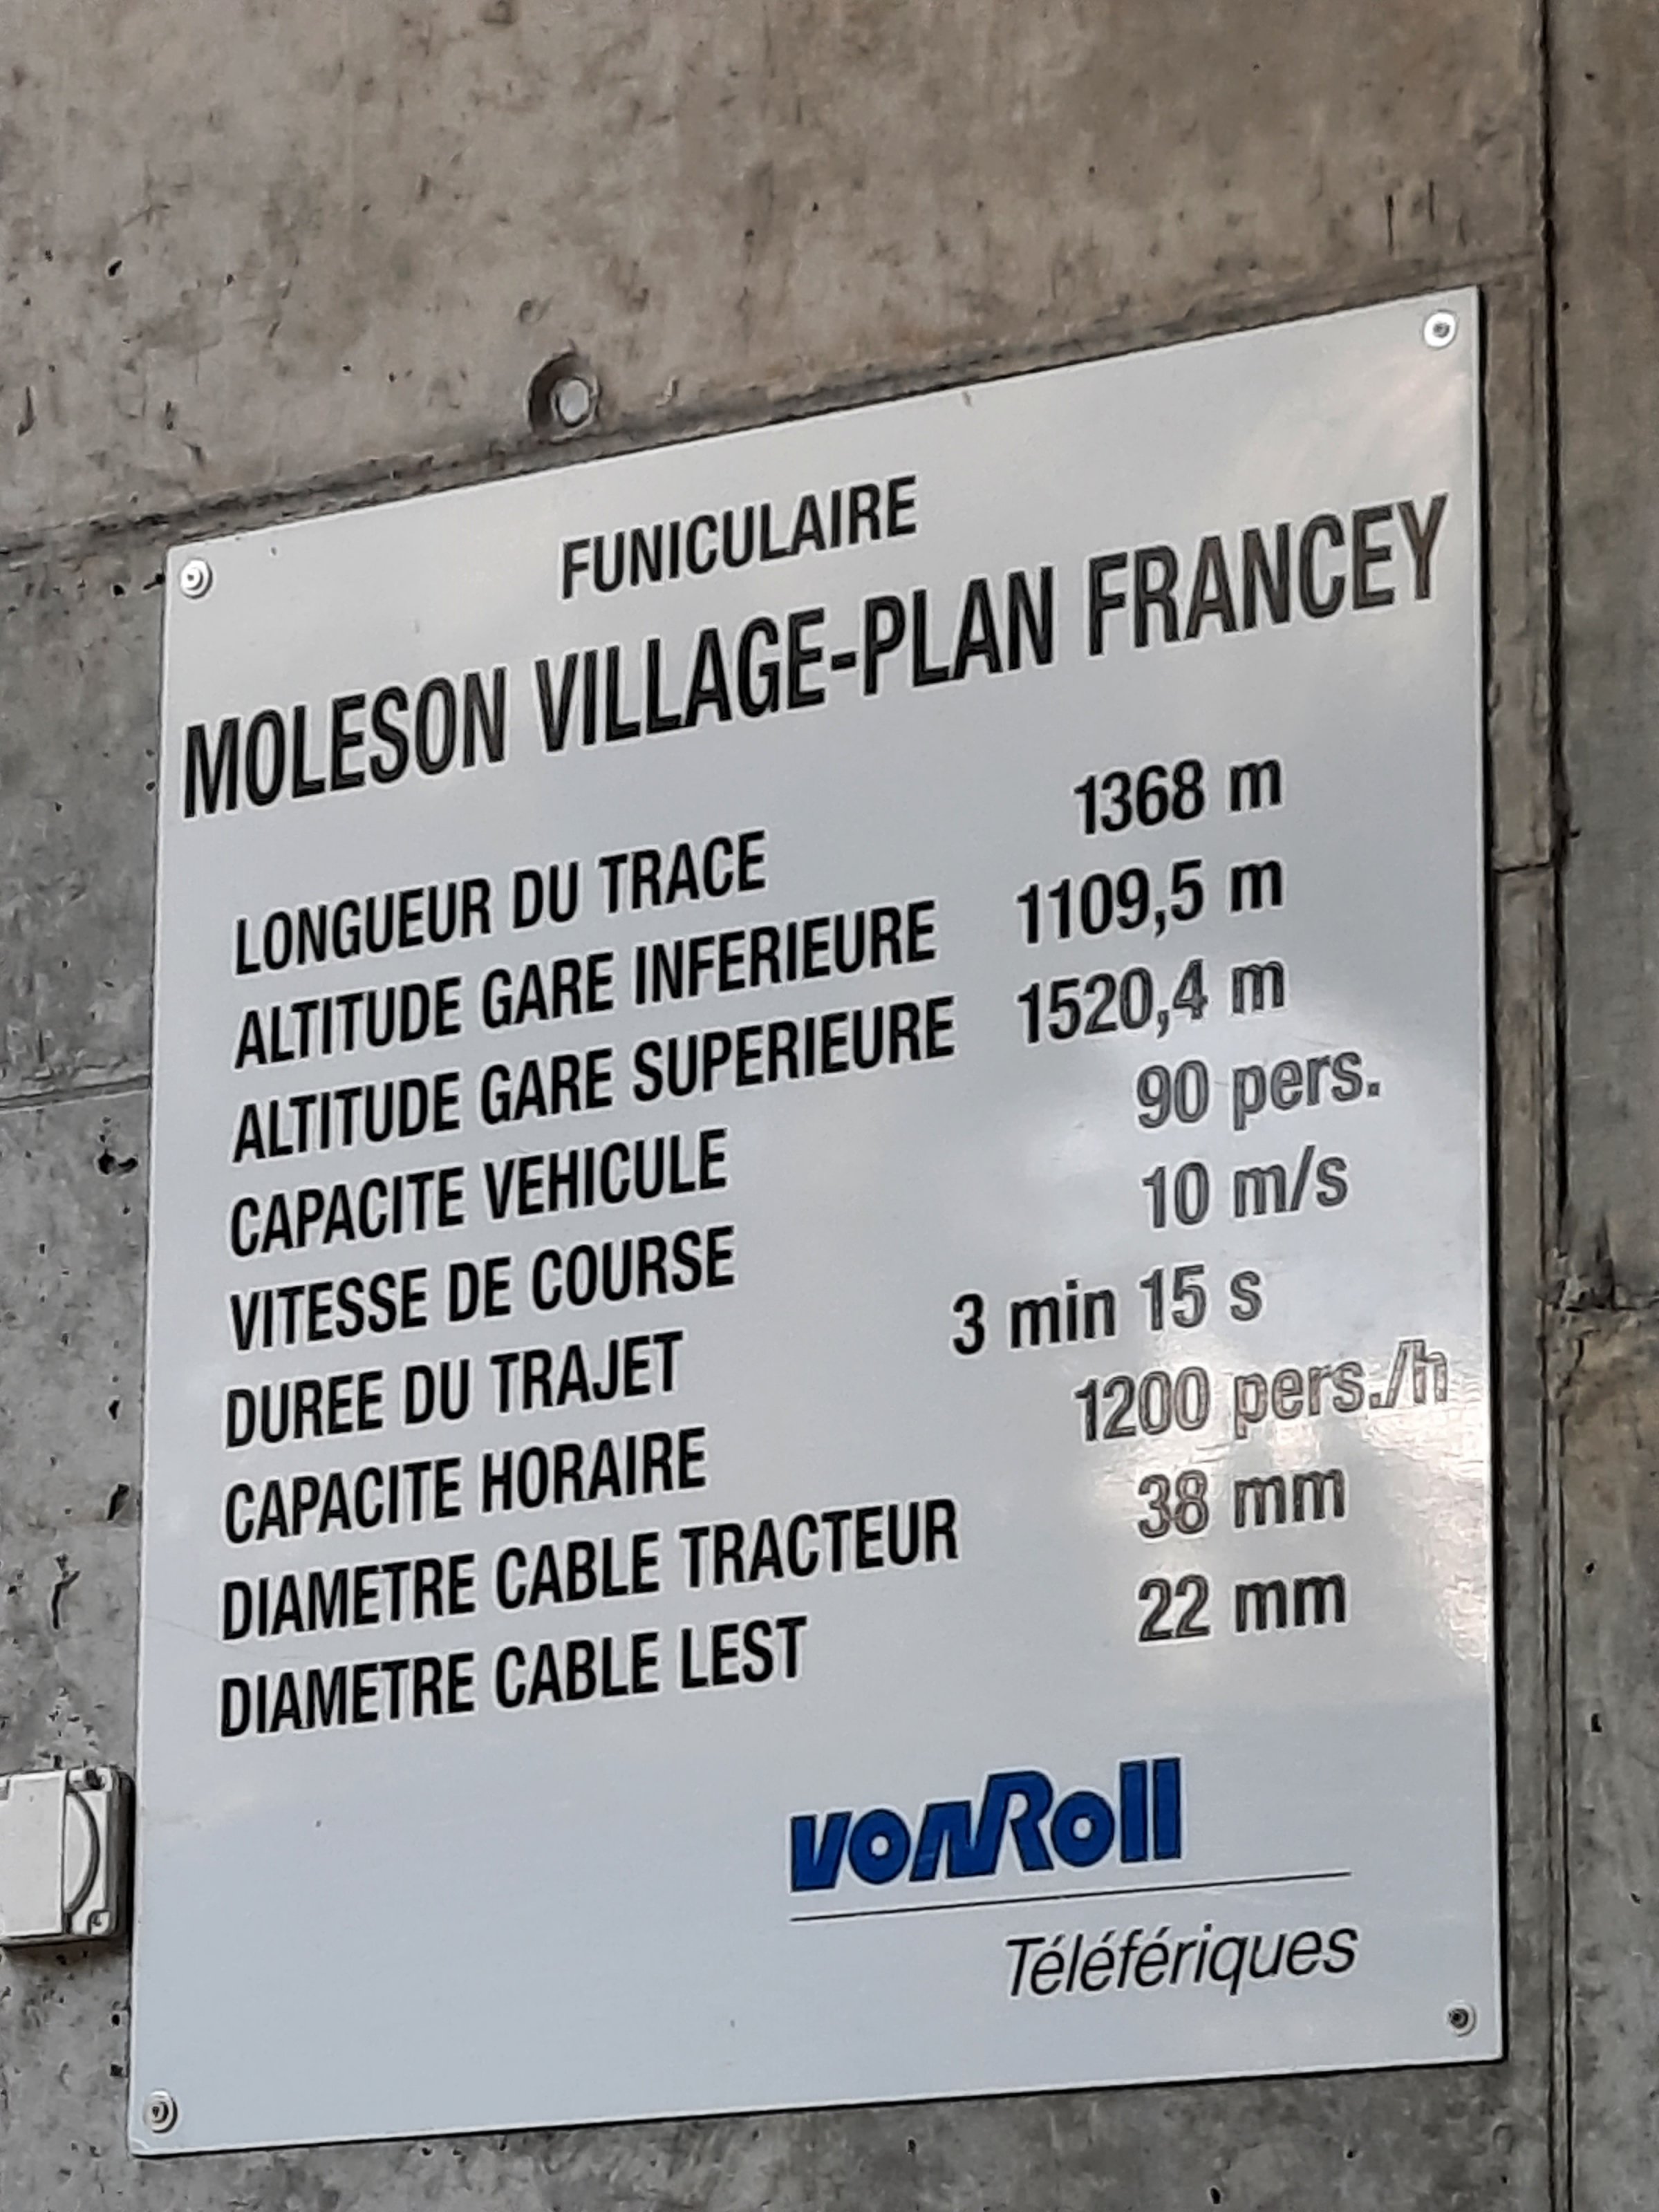 FUNICULAIRE
MOLESON VILLAGE-PLAN FRANCEY
LONGUEUR DU TRACE 1368 m
ALTITUDE GARE INFERIEURE 1109,5 m
ALTITUDE GARE SUPERIEURE 1520,4 m
CAPACITE VEHICULE 90 pers.
VITESSE DE COURSE 10 m/s
DUREE DU TRAJET 3 min 15 s
CAPACITE HORAIRE 1200 pers./h
DIAMETRE CABLE TRACTEUR 38 mm
DIAMETRE CABLE LEST 22 mm
vonRoll
Téléfériques